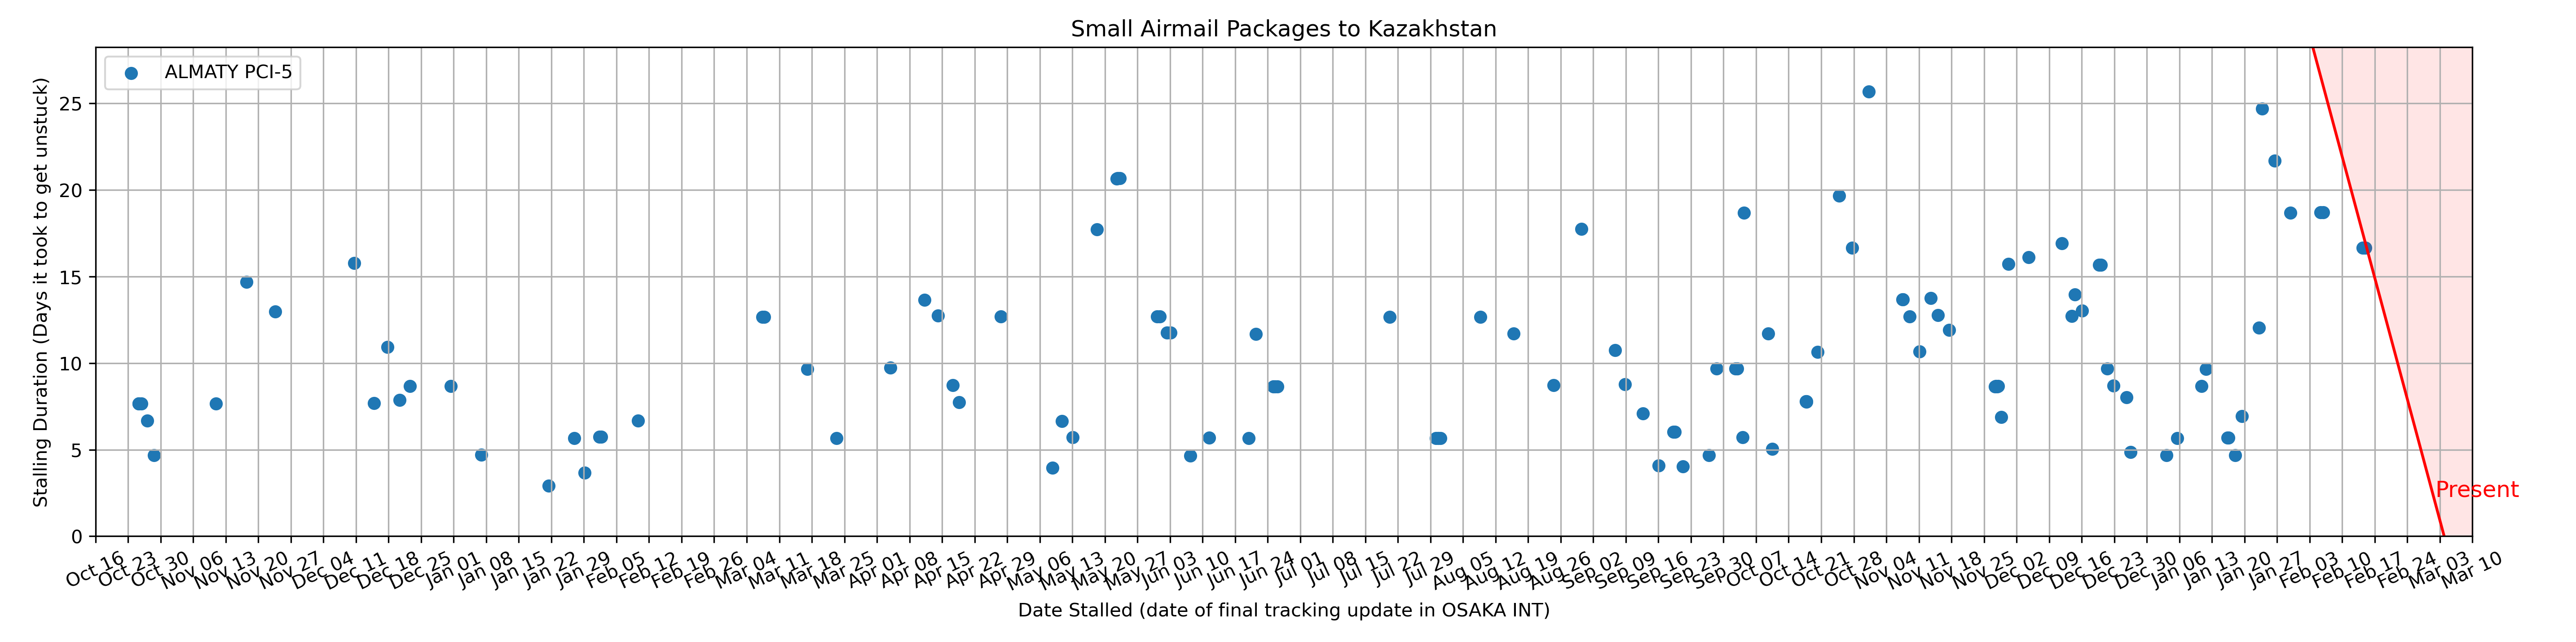 Small Airmail Packages to Kazakhstan
ALMATY PCI-5
Stalling Duration (Days it took to get unstuck)
25
20
15
10
5
0
Present
Oct 16 Oct 23 Oct 30 Nov 06 Nov 13 Nov 20 Nov 27 Dec 04 Dec 11 Dec 18 Dec 25 Jan 01 Jan 08 Jan 15 Jan 22 Jan 29 Feb 05 Feb 12 Feb 19 Feb 26 Mar 04 Mar 11 Mar 18 Mar 25 Apr 01 Apr 08 Apr 15 Apr 22 Apr 29 May 06 May 13 May 20 May 27 Jun 03 Jun 10 Jun 17 Jun 24 Jul 01 Jul 08 Jul 15 Jul 22 Jul 29 Aug 05 Aug 12 Aug 19 Aug 26 Sep 02 Sep 09 Sep 16 Sep 23 Sep 30 Oct 07 Oct 14 Oct 21 Oct 28 Nov 04 Nov 11 Nov 18 Nov 25 Dec 02 Dec 09 Dec 16 Dec 23 Dec 30 Jan 06 Jan 13 Jan 20 Jan 27 Feb 03 Feb 10 Feb 17 Feb 24 Mar 03 Mar 10
Date Stalled (date of final tracking update in OSAKA INT)